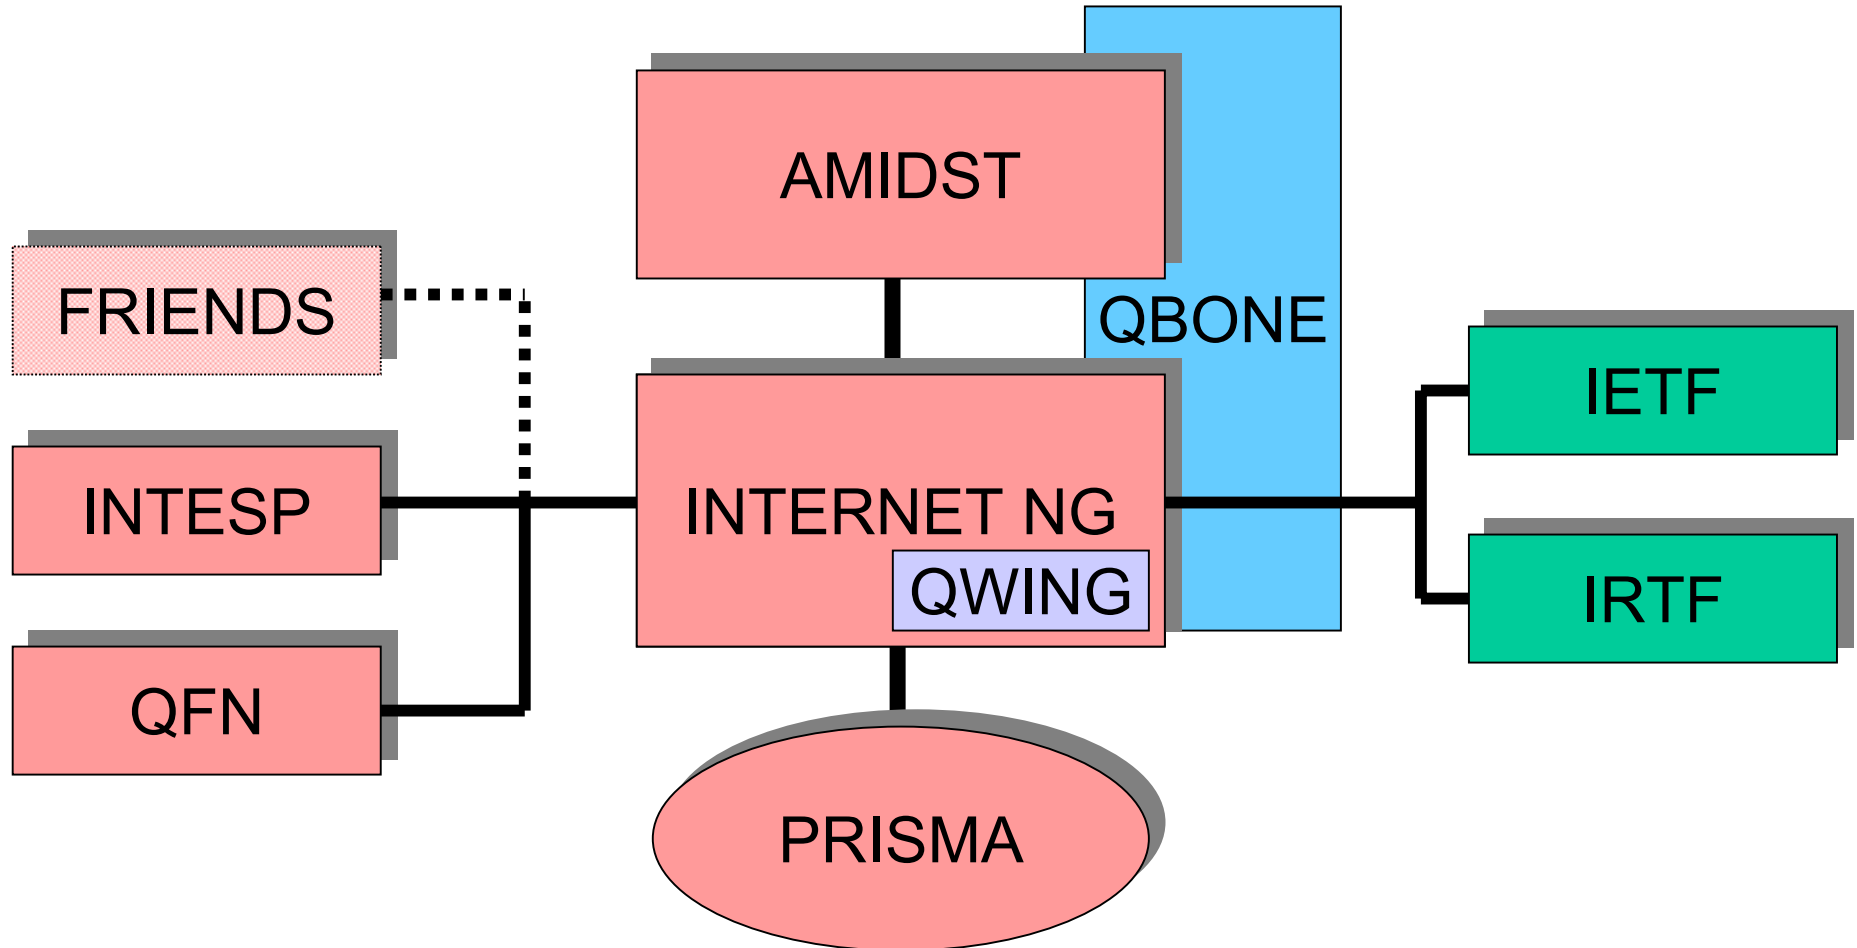 AMIDST
FRIENDS
QBONE
IETF
INTESP
INTERNET NG
QWING
IRTF
QFN
PRISMA